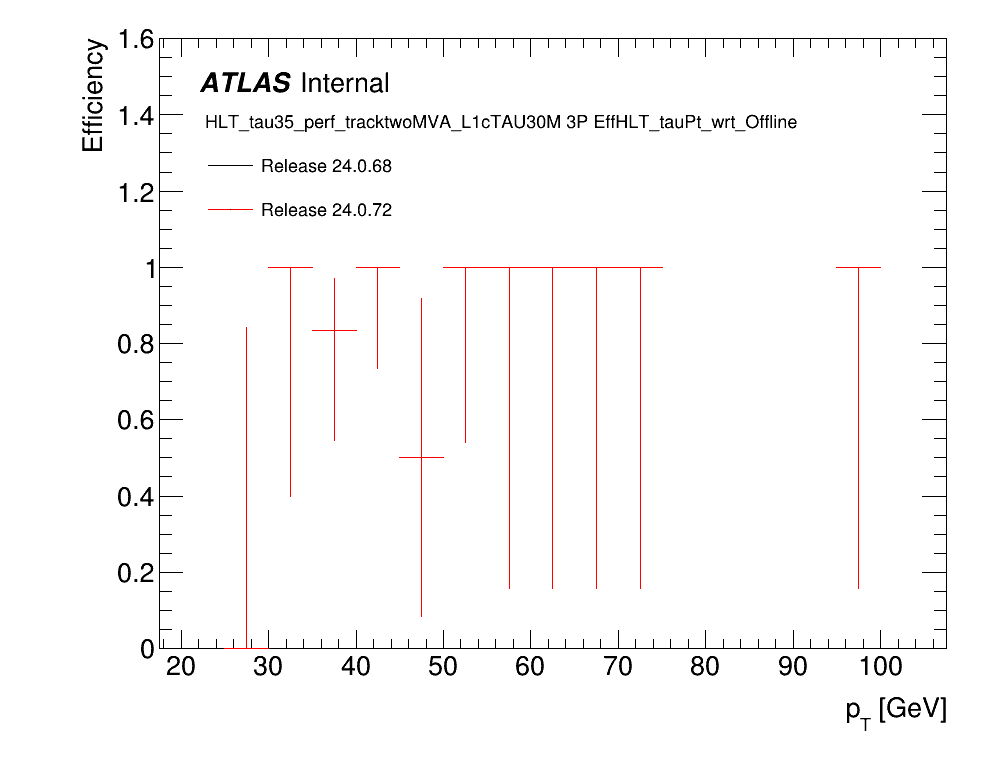 ATLAS Internal
HLT_tau35_perf_tracktwoMVA_L1cTAU30M 3P EffHLT_tauPt_wrt_Offline
Release 24.0.68
Release 24.0.72
Efficiency
1.6
1.4
1.2
1
0.8
0.6
0.4
0.2
0
20 30 40 50 60 70 80 90 100
p_T [GeV]